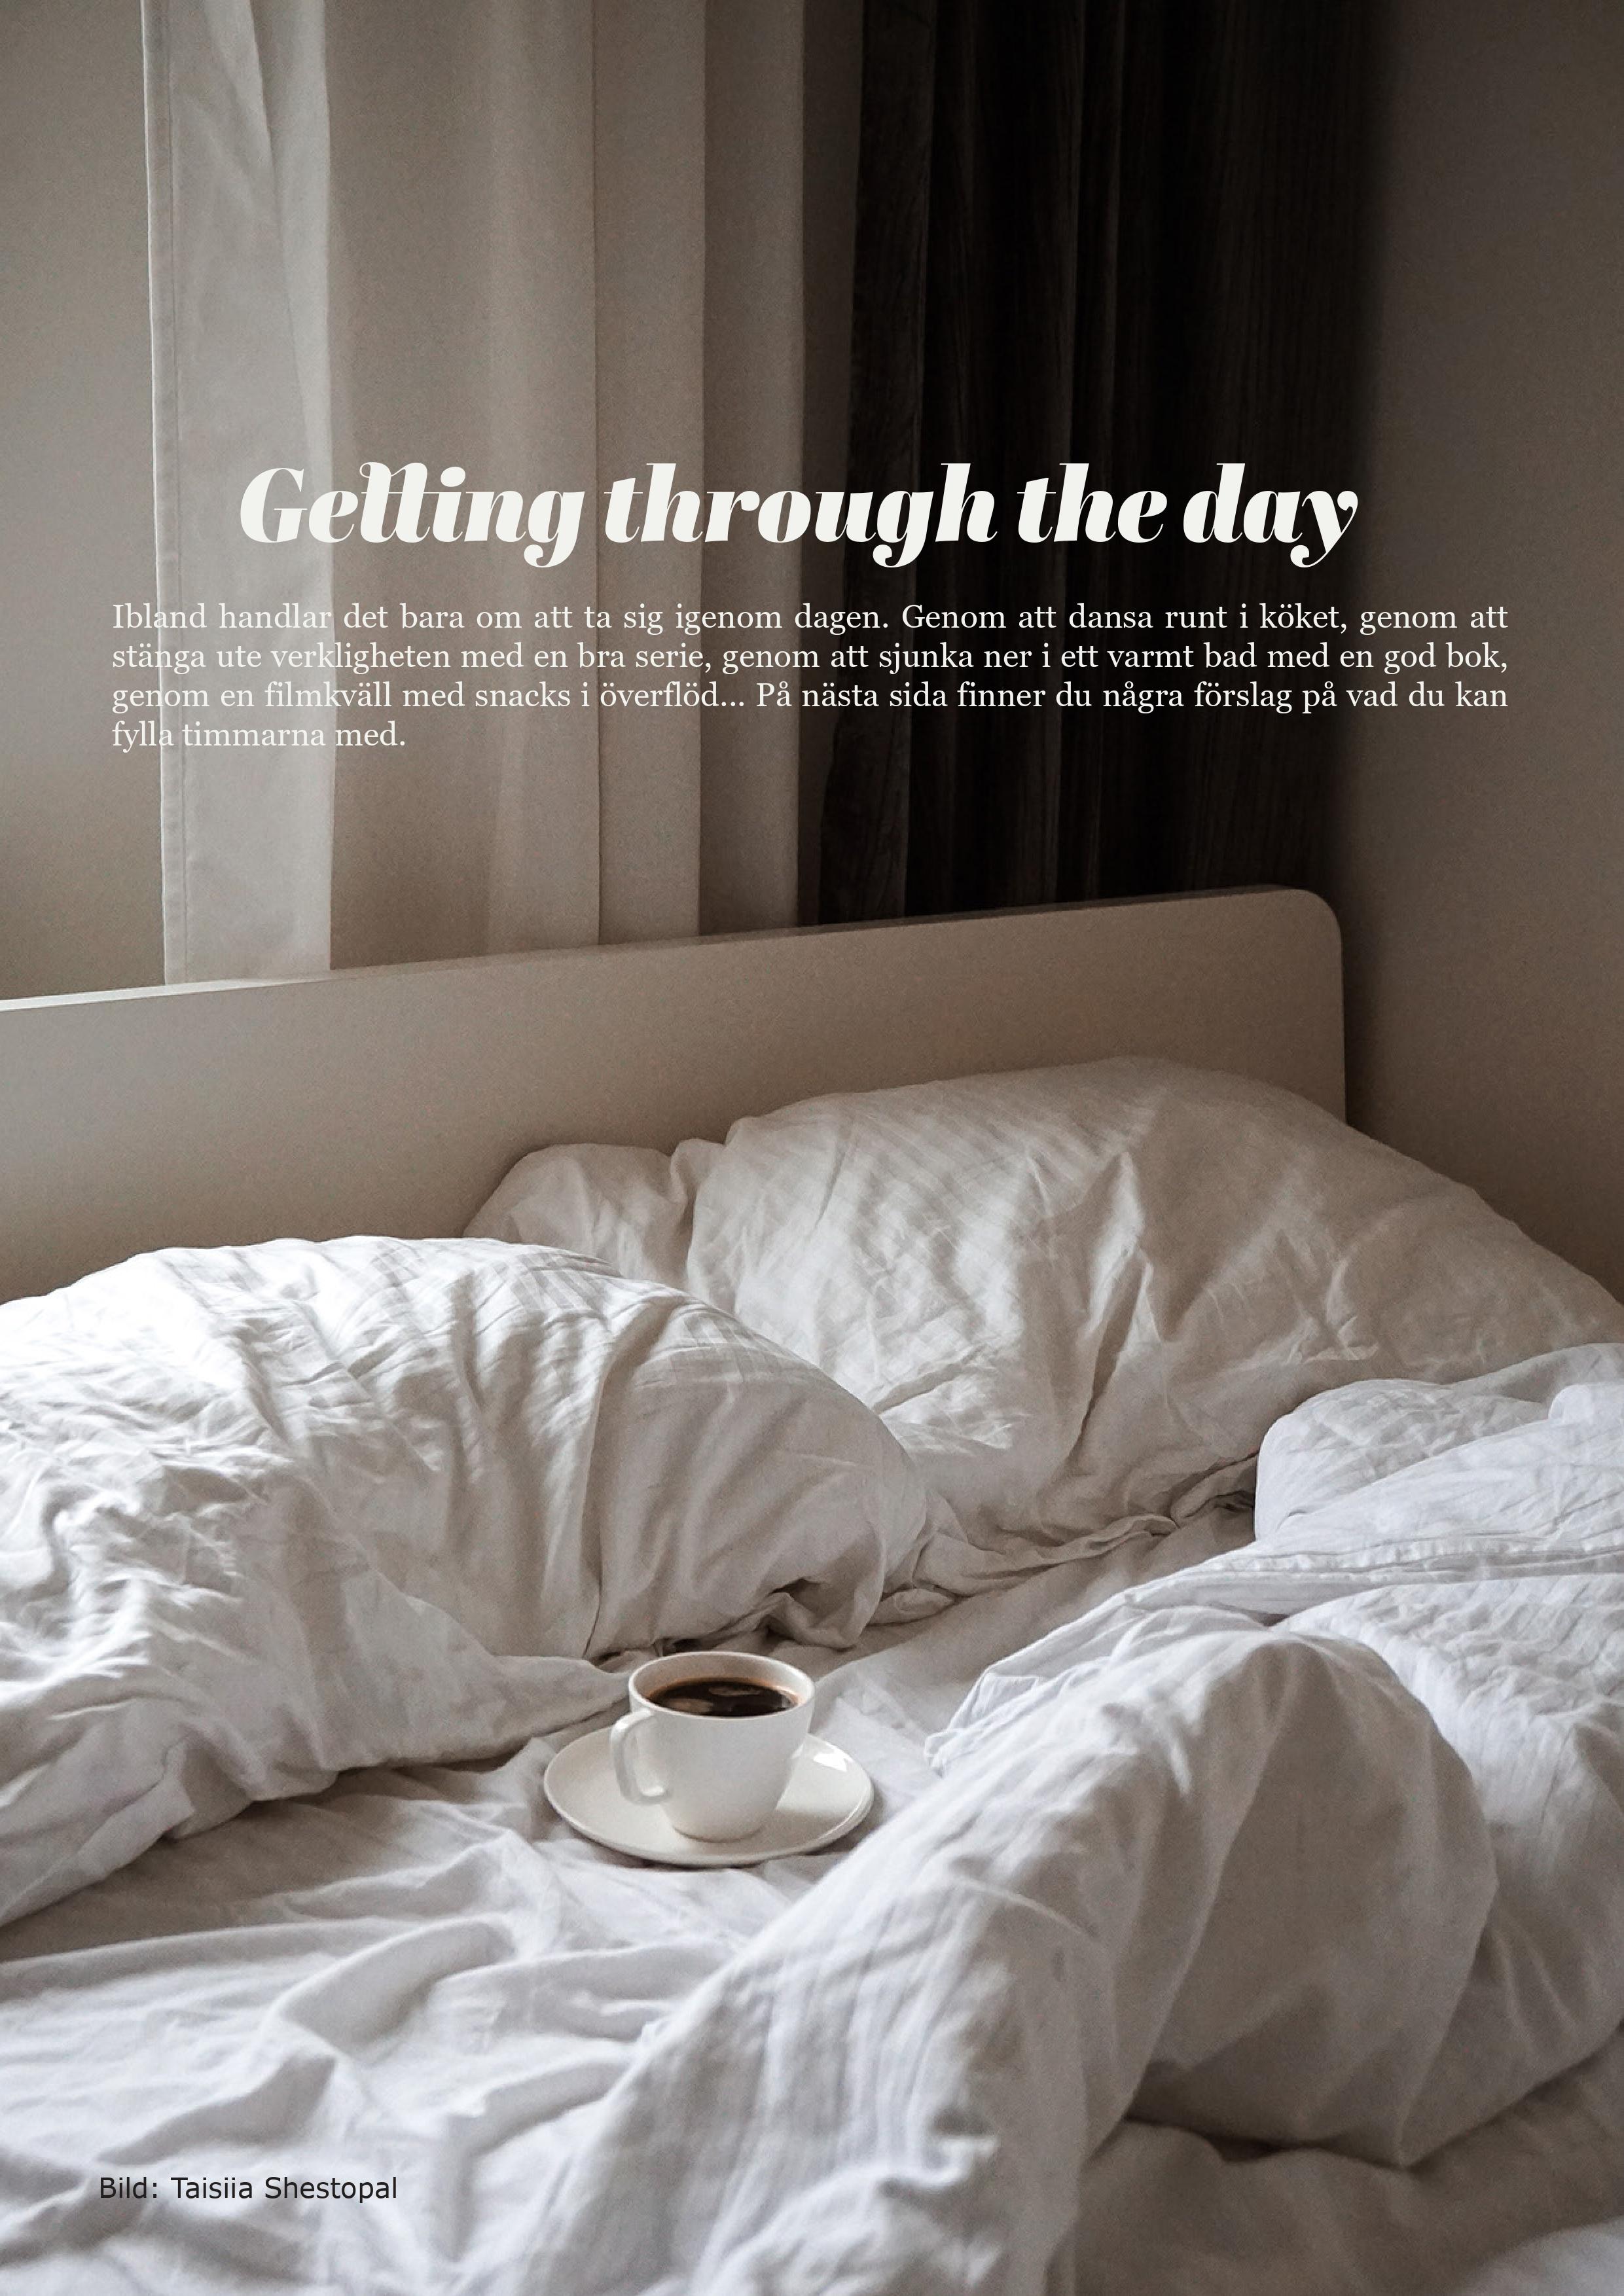 Getting through the day
Ibland handlar det bara om att ta sig igenom dagen. Genom att dansa runt i köket, genom att
stänga ute verkligheten med en bra serie, genom att sjunka ner i ett varmt bad med en god bok,
genom en filmkväll med snacks i överflöd... På nästa sida finner du några förslag på vad du kan
fylla timmarna med.
Bild: Taisiia Shestopal